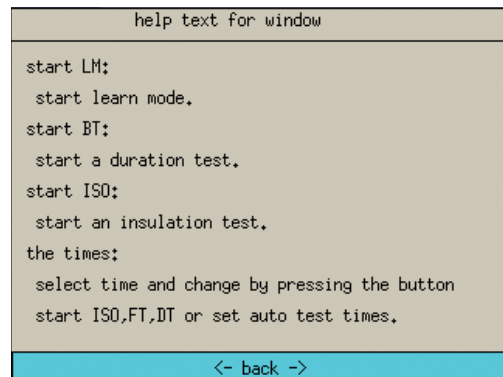 help text for window
start LM:
start learn mode.
start BT:
start a duration test.
start ISO:
start an insulation test.
the times:
select time and change by pressing the button
start ISO,FT,DT or set auto test times.
<- back ->